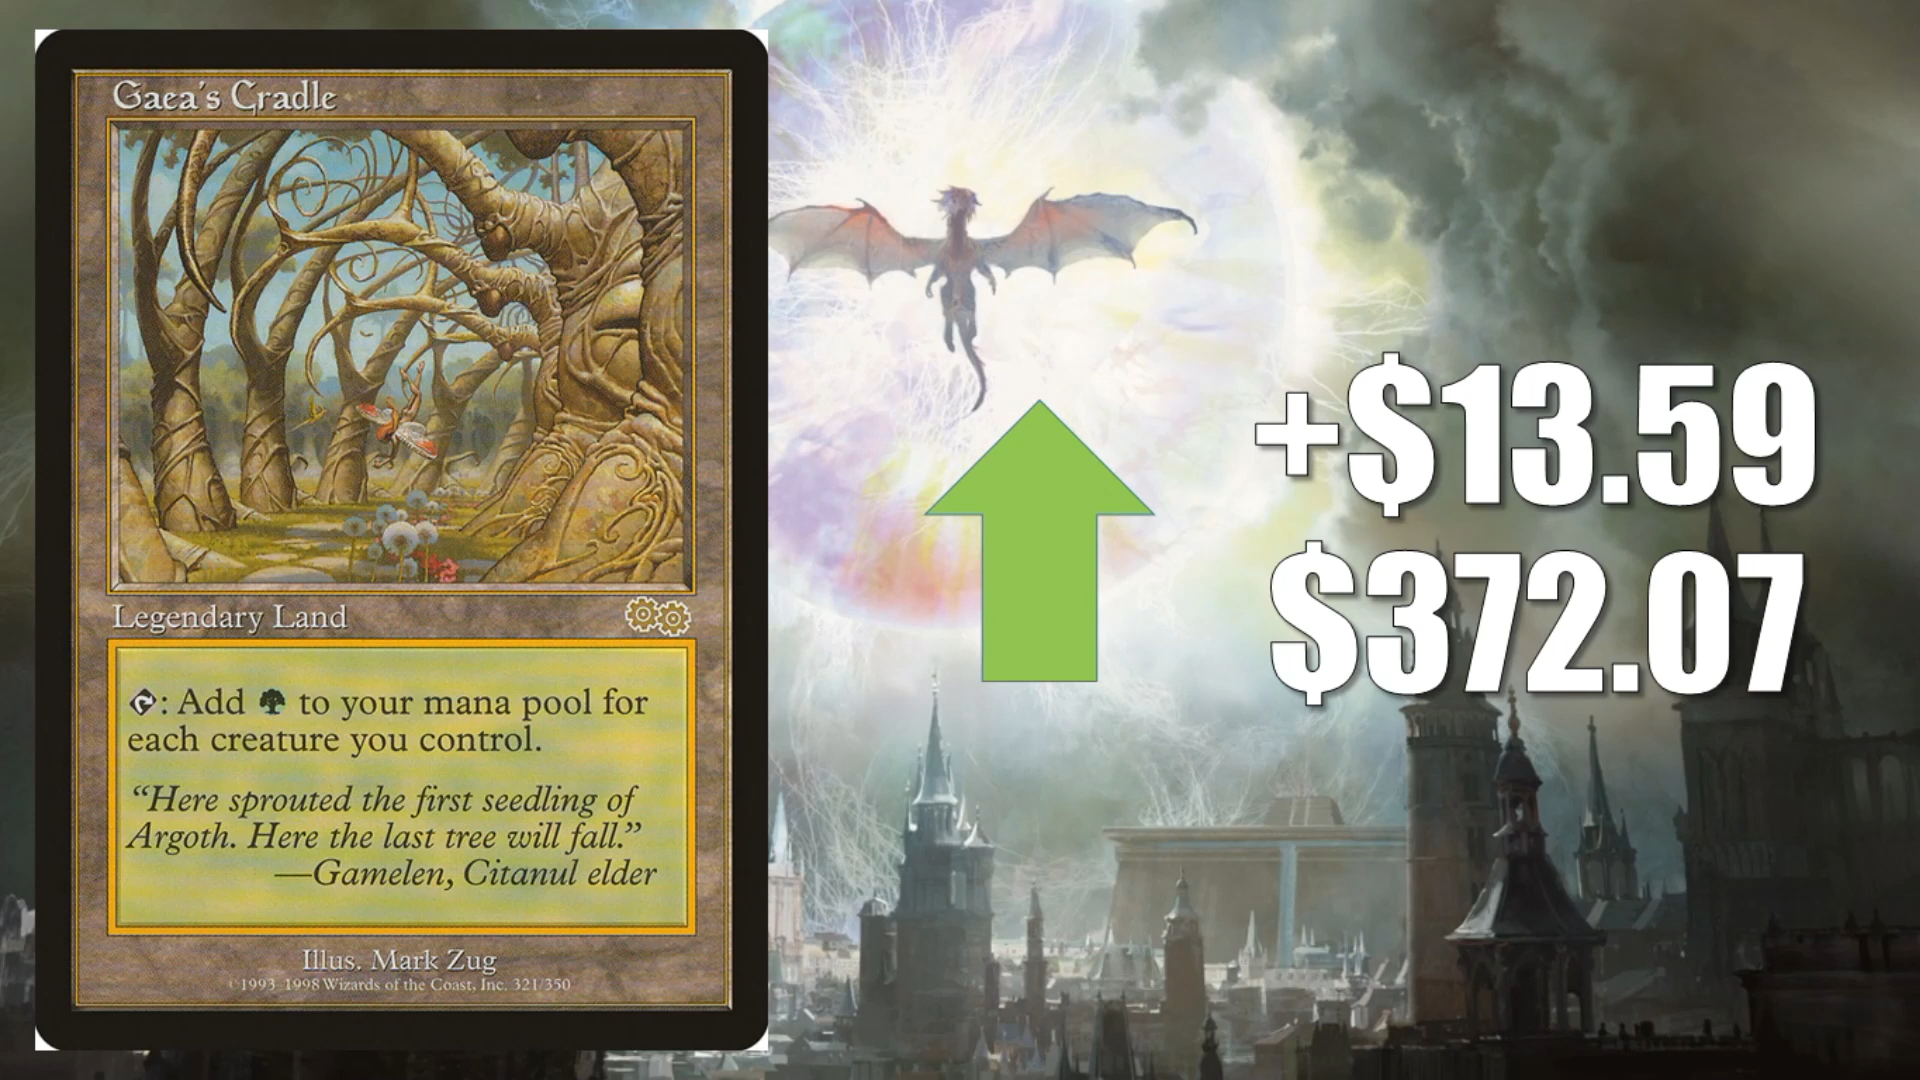 Gaea's Cradle
+$13.59
$372.07
Legendary Land
: Add to your mana pool for
each creature you control.
“Here sprouted the first seedling of
Argoth. Here the last tree will fall.”
—Gamelen, Citanul elder
Illus. Mark Zug
©1993–1998 Wizards of the Coast, Inc. 321/350